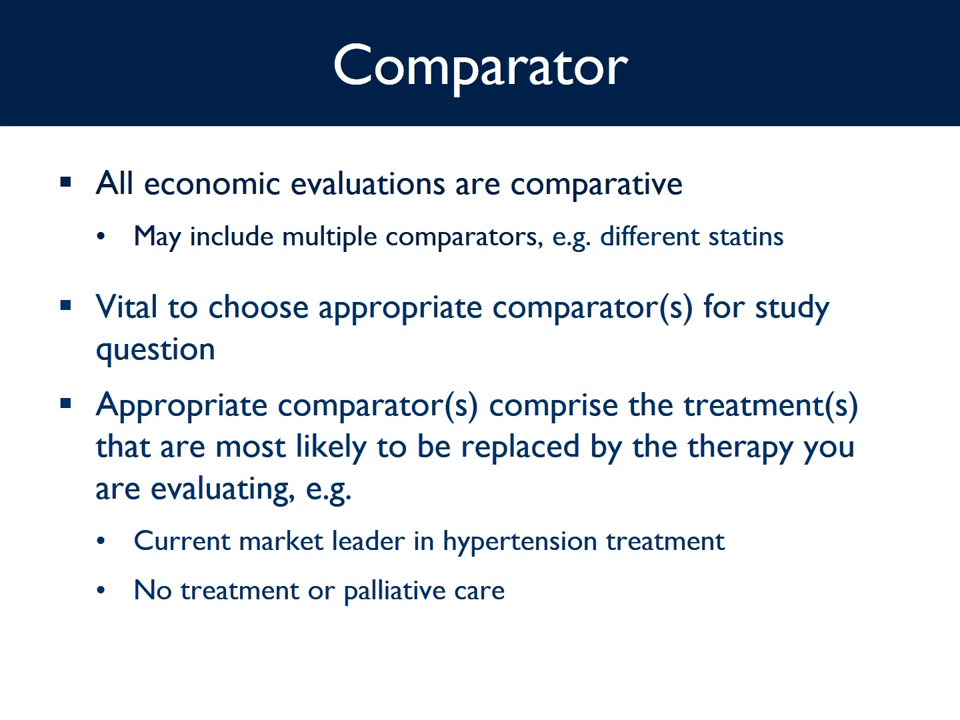 Comparator
▪ All economic evaluations are comparative
• May include multiple comparators, e.g. different statins
▪ Vital to choose appropriate comparator(s) for study
question
▪ Appropriate comparator(s) comprise the treatment(s)
that are most likely to be replaced by the therapy you
are evaluating, e.g.
• Current market leader in hypertension treatment
• No treatment or palliative care